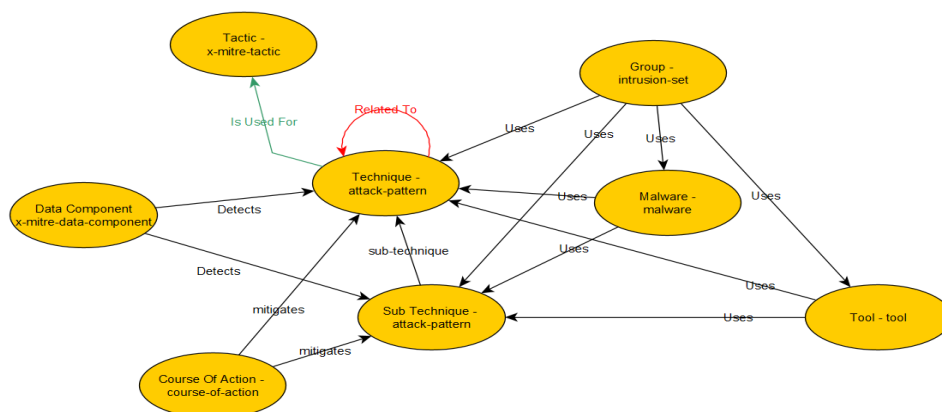 Tactic -
x-mitre-tactic
Group -
intrusion-set
Related To
Is Used For
Uses
Uses
Uses
Technique -
attack-pattern
Malware -
malware
Uses
Uses
Data Component
x-mitre-data-component
Detects
sub-technique
Uses
Detects
Uses
mitigates
Sub Technique -
attack-pattern
Uses
Tool - tool
mitigates
Course Of Action -
course-of-action